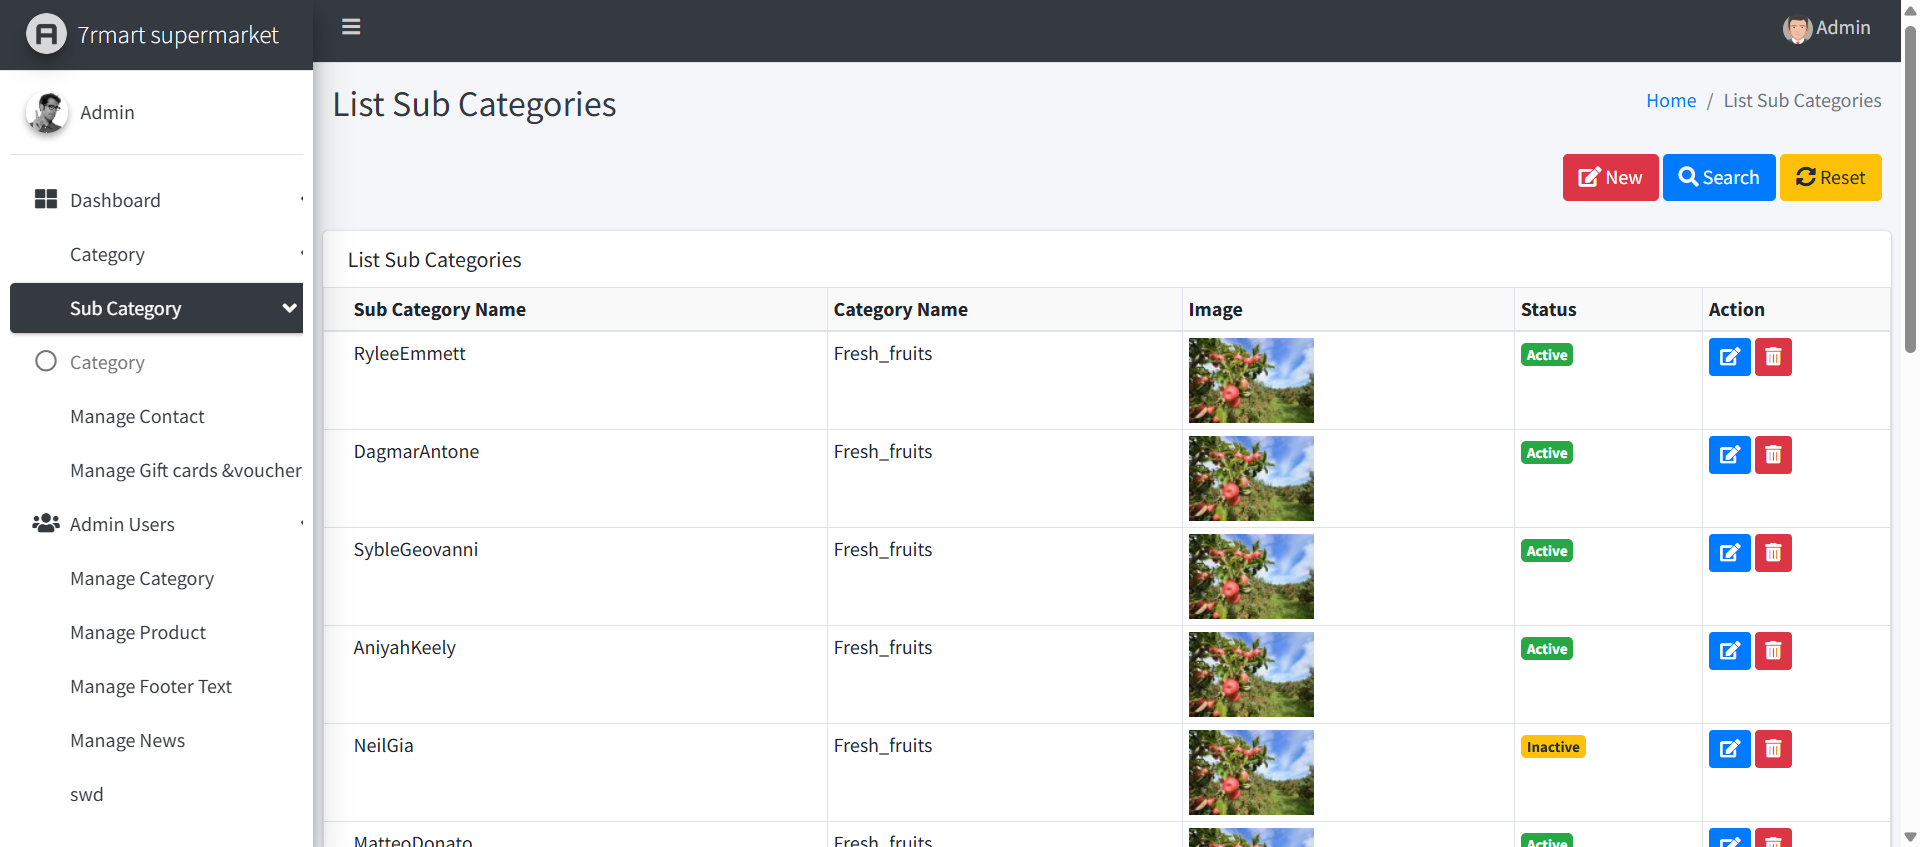 7rmart supermarket
Admin
Admin
Dashboard
Category
Sub Category
Category
Manage Contact
Manage Gift cards &voucher
Admin Users
Manage Category
Manage Product
Manage Footer Text
Manage News
swd
List Sub Categories
Home / List Sub Categories
New Search Reset
List Sub Categories
Sub Category Name Category Name Image Status Action
RyleeEmmett Fresh_fruits Active
DagmarAntone Fresh_fruits Active
SybleGeovanni Fresh_fruits Active
AniyahKeely Fresh_fruits Active
NeilGia Fresh_fruits Inactive
MatteoDonato Fresh_fruits Active